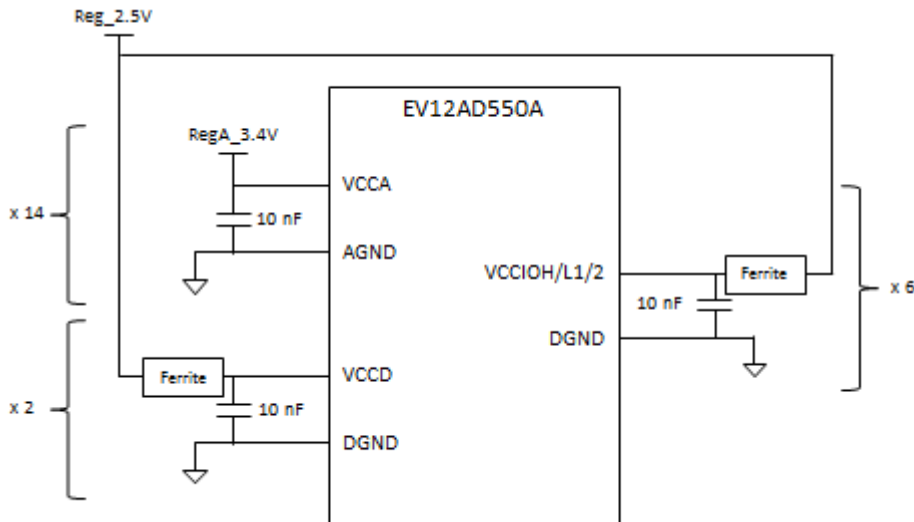 Reg_2.5V
EV12AD550A
RegA_3.4V
VCCA
x 14
10 nF
AGND
VCCIOH/L1/2
Ferrite
x 6
10 nF
DGND
Ferrite
VCCD
x 2
10 nF
DGND